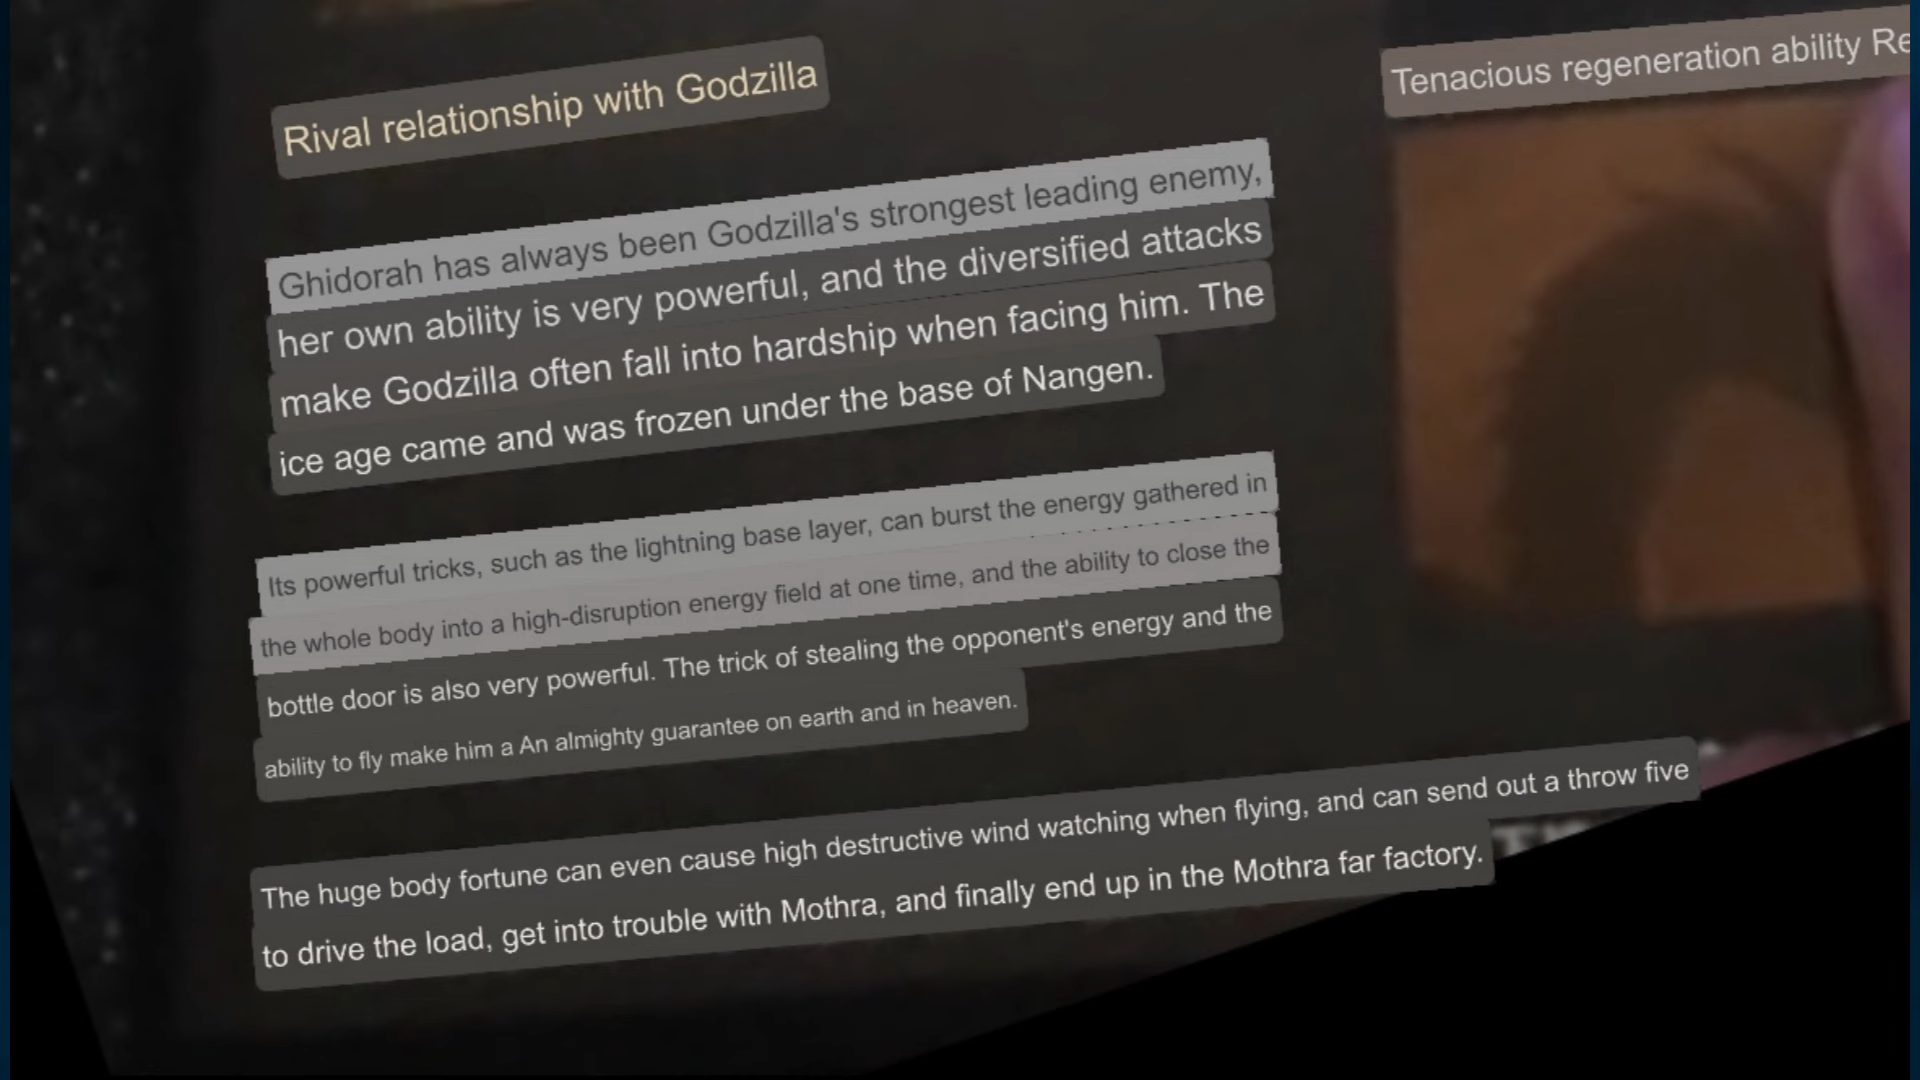 Rival relationship with Godzilla
Tenacious regeneration ability Re
Ghidorah has always been Godzilla's strongest leading enemy,
her own ability is very powerful, and the diversified attacks
make Godzilla often fall into hardship when facing him. The
ice age came and was frozen under the base of Nangen.
Its powerful tricks, such as the lightning base layer, can burst the energy gathered in
the whole body into a high-disruption energy field at one time, and the ability to close the
bottle door is also very powerful. The trick of stealing the opponent's energy and the
ability to fly make him a An almighty guarantee on earth and in heaven.
The huge body fortune can even cause high destructive wind watching when flying, and can send out a throw five
to drive the load, get into trouble with Mothra, and finally end up in the Mothra far factory.